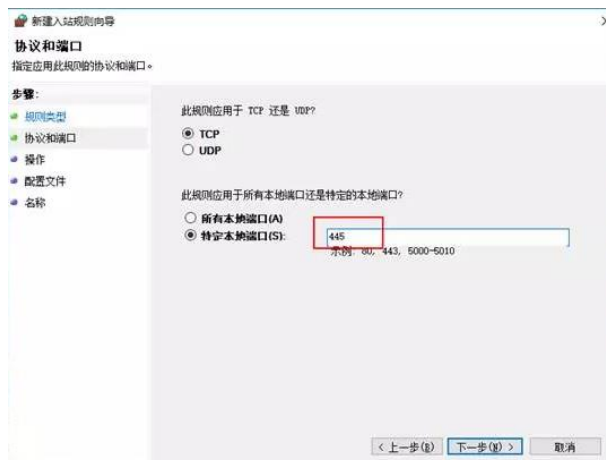 新建入站规则向导
协议和端口
指定应用此规则的协议和端口。
步骤:
规则类型
协议和端口
操作
配置文件
名称
此规则应用于 TCP 还是 UDP?
TCP
UDP
此规则应用于所有本地端口还是特定的本地端口?
所有本地端口(A)
特定本地端口(S):
445
示例: 80, 443, 5000-5010
< 上一步(B)
下一步(N) >
取消